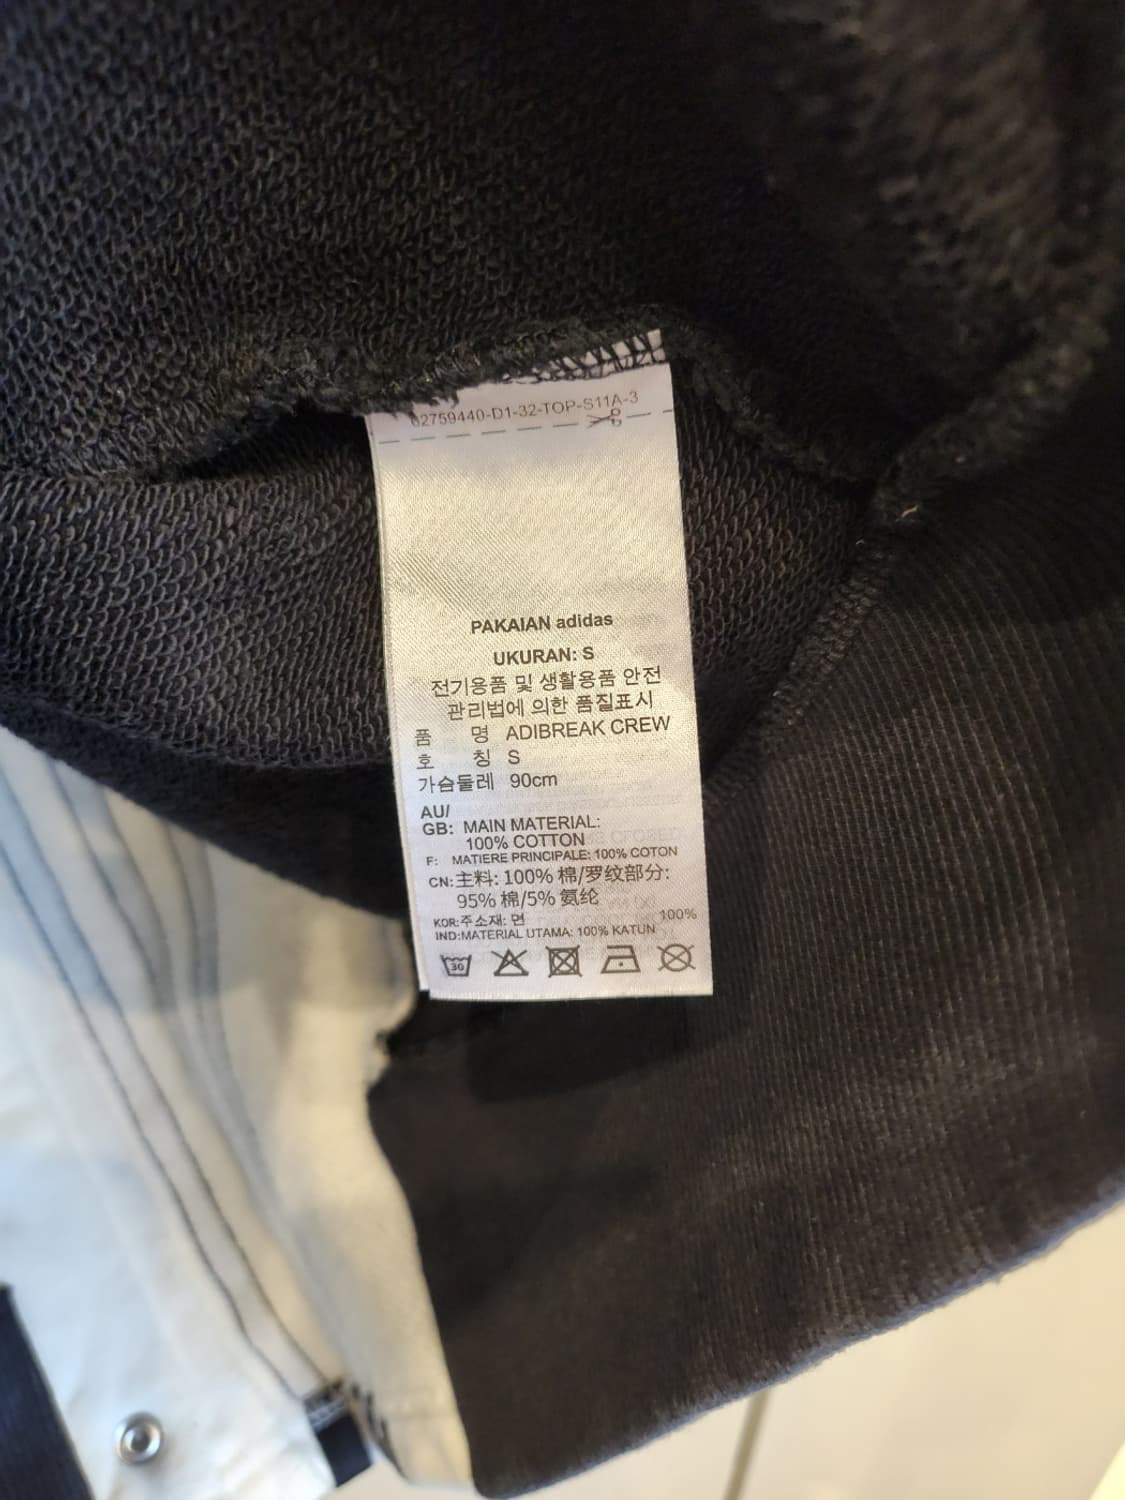 62759440-D1-32-TOP-S11A-3
PAKAIAN adidas
UKURAN: S
전기용품 및 생활용품 안전
관리법에 의한 품질표시
품 명 ADIBREAK CREW
호 칭 S
가슴둘레 90cm
AU/
GB: MAIN MATERIAL:
100% COTTON
F: MATIERE PRINCIPALE: 100% COTON
CN:主料: 100% 棉/罗纹部分:
95% 棉/5% 氨纶
KOR:주소재: 면 100%
IND:MATERIAL UTAMA: 100% KATUN
30